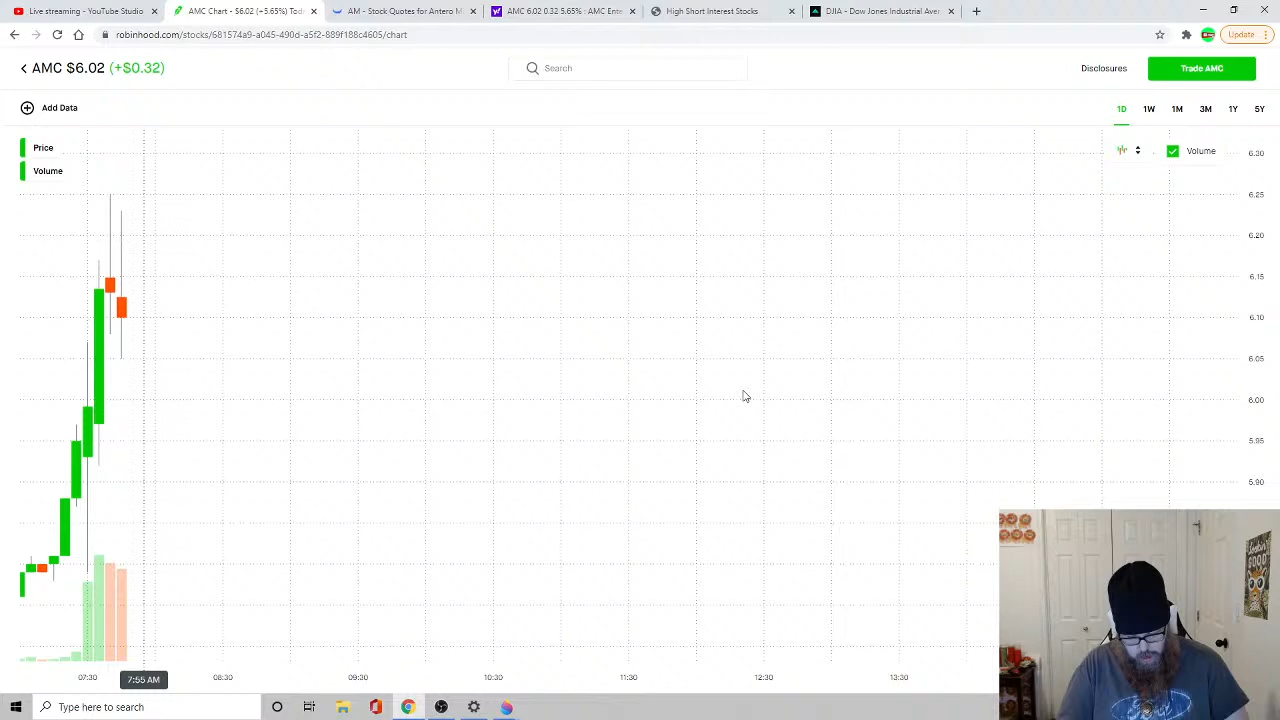 Live streaming - YouTube Studio
AMC Chart - $6.02 (+5.65%) Tod
AM - Stock Quotes for Antero M
AMC 6.02 0.32 5.65% : AMC Ente
High Short Interest Stocks
DJIA - Dow Jones Industrial Aver
robinhood.com/stocks/681574a9-a045-490d-a5f2-889f188c4605/chart
Update
AMC $6.02 (+$0.32)
Search
Disclosures
Trade AMC
Add Data
1D 1W 1M 3M 1Y 5Y
Price
Volume
Volume
6.30
6.25
6.20
6.15
6.10
6.05
6.00
5.95
5.90
07:30
7:55 AM
08:30
09:30
10:30
11:30
12:30
13:30
Type here to search